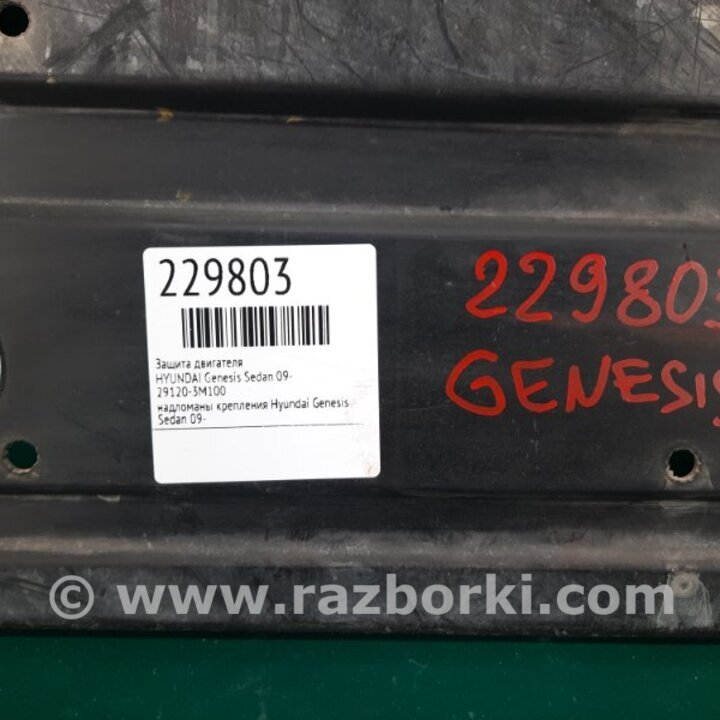 229803
Защита двигателя
HYUNDAI Genesis Sedan 09-
29120-3M100
надломаны крепления Hyundai Genesis
Sedan 09-
229803
GENESIS
© www.razborki.com